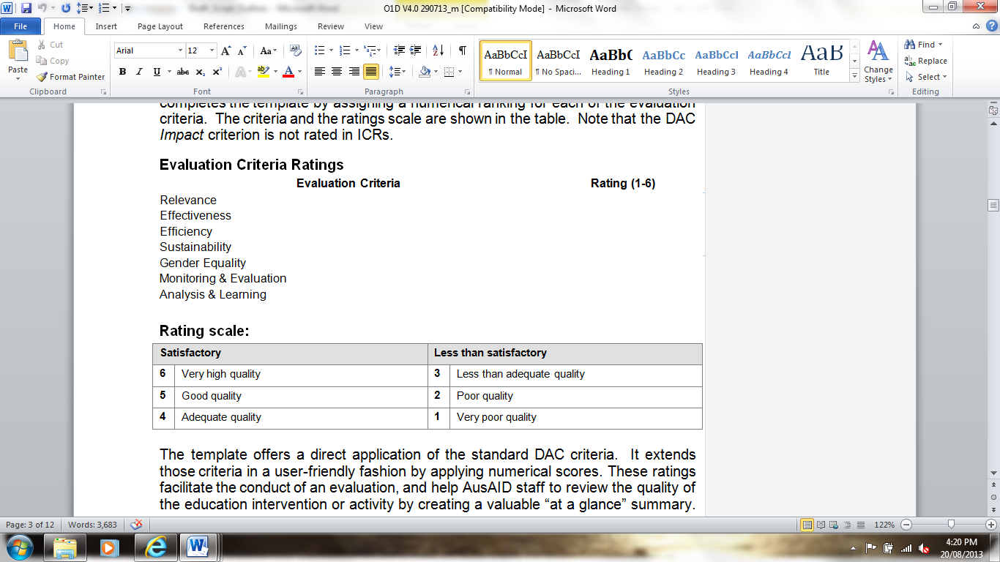 O1D V4.0 290713_m [Compatibility Mode] - Microsoft Word
File Home Insert Page Layout References Mailings Review View
Paste
Cut
Copy
Format Painter
Clipboard
Arial 12
Font
Paragraph
AaBbCcI AaBbCcI AaBbC AaBbCc AaBbCcI AaBbCcI AaB
¶ Normal ¶ No Spaci... Heading 1 Heading 2 Heading 3 Heading 4 Title
Styles
Change Styles
Find
Replace
Select
Editing
completes the template by assigning a numerical ranking for each of the evaluation
criteria. The criteria and the ratings scale are shown in the table. Note that the DAC
Impact criterion is not rated in ICRs.
Evaluation Criteria Ratings
Evaluation Criteria Rating (1-6)
Relevance
Effectiveness
Efficiency
Sustainability
Gender Equality
Monitoring & Evaluation
Analysis & Learning
Rating scale:
Satisfactory Less than satisfactory
6 Very high quality 3 Less than adequate quality
5 Good quality 2 Poor quality
4 Adequate quality 1 Very poor quality
The template offers a direct application of the standard DAC criteria. It extends
those criteria in a user-friendly fashion by applying numerical scores. These ratings
facilitate the conduct of an evaluation, and help AusAID staff to review the quality of
the education intervention or activity by creating a valuable “at a glance” summary.
Page: 3 of 12 Words: 3,683 122%
4:20 PM
20/08/2013